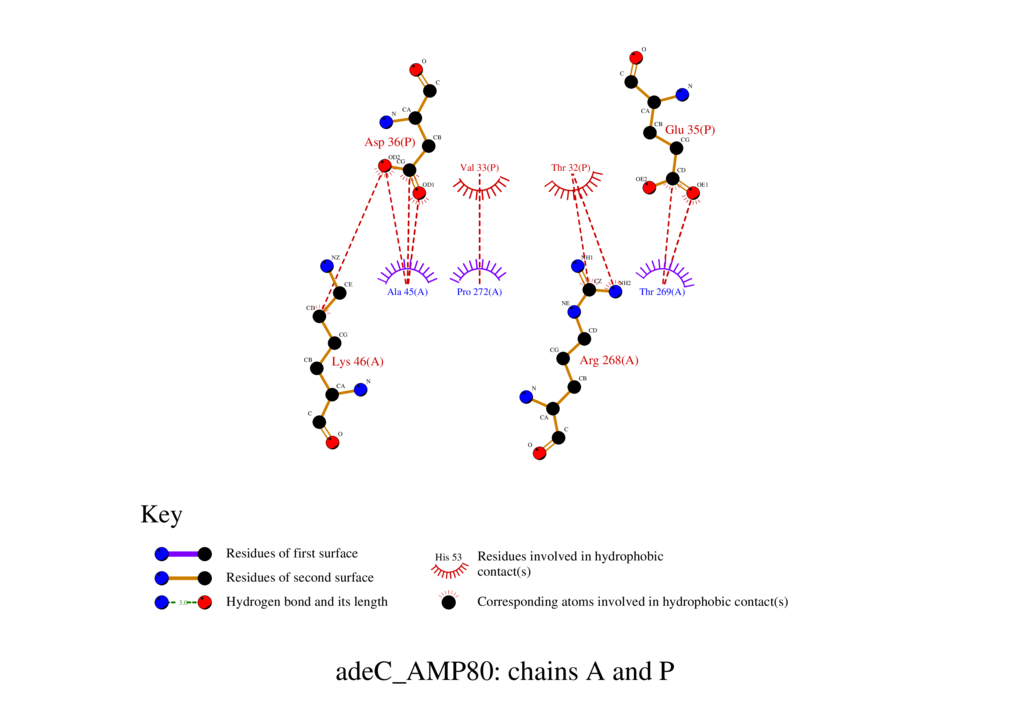 O
C
N
CA
CB
Asp 36(P)
OD2
CG
OD1
O
C
N
CA
CB
Glu 35(P)
CG
CD
OE2
OE1
Val 33(P)
Thr 32(P)
NZ
CE
CD
CG
CB
Lys 46(A)
CA
N
C
O
Ala 45(A)
Pro 272(A)
NH1
CZ
NH2
Thr 269(A)
NE
CD
CG
Arg 268(A)
CB
N
CA
C
O
Key
Residues of first surface
Residues of second surface
3.0
Hydrogen bond and its length
His 53
Residues involved in hydrophobic
contact(s)
Corresponding atoms involved in hydrophobic contact(s)
adeC_AMP80: chains A and P